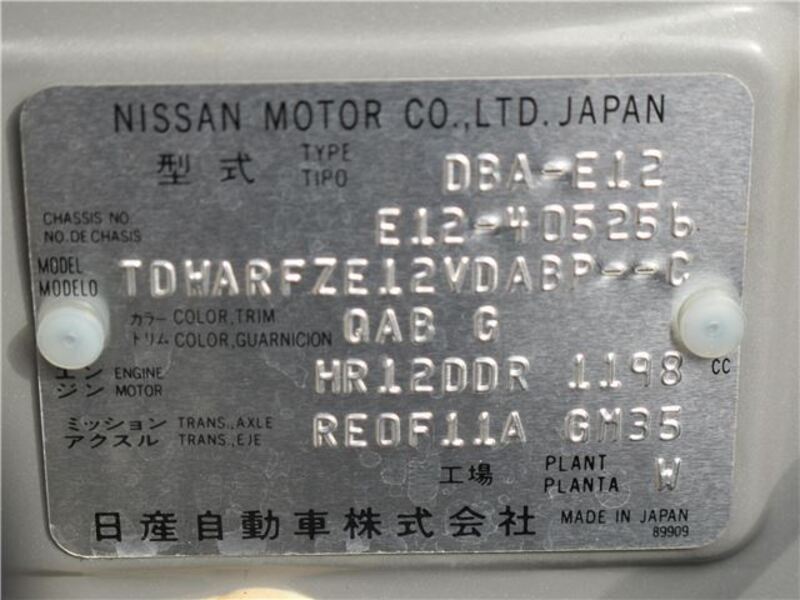 NISSAN MOTOR CO.,LTD. JAPAN
型式 TYPE TIPO DBA-E12
CHASSIS NO. NO. DE CHASIS E12-405256
MODEL MODELO TDWARFZE12VDABP--C
カラー トリム COLOR,TRIM COLOR,GUARNICION QAB G
エンジン ENGINE MOTOR HR12DDR 1198 CC
ミッション アクスル TRANS.,AXLE TRANS.,EJE RE0F11A GM35
工場 PLANT PLANTA W
日産自動車株式会社 MADE IN JAPAN
89909